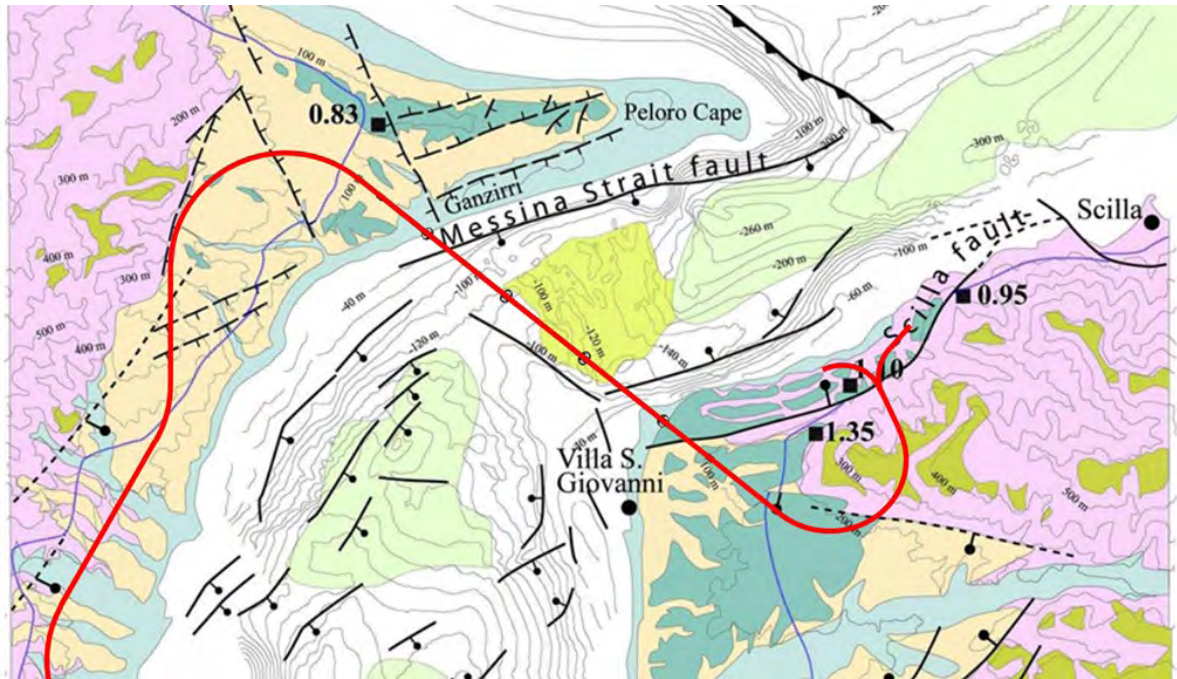 -200 m
100 m
200 m
0.83
Peloro Cape
-100 m
-200 m
-300 m
300 m
100 m
Ganzirri
Messina Strait fault
-260 m
Scilla
400 m
300 m
-200 m
-100 m
Scilla fault
-40 m
-100 m
-100 m
-60 m
0.95
500 m
400 m
-120 m
-100 m
-120 m
-140 m
1.35
-40 m
Villa S.
Giovanni
100 m
300 m
400 m
500 m
200 m